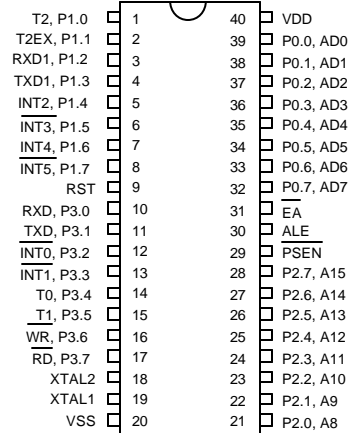 T2, P1.0 1 40 VDD
T2EX, P1.1 2 39 P0.0, AD0
RXD1, P1.2 3 38 P0.1, AD1
TXD1, P1.3 4 37 P0.2, AD2
INT2, P1.4 5 36 P0.3, AD3
INT3, P1.5 6 35 P0.4, AD4
INT4, P1.6 7 34 P0.5, AD5
INT5, P1.7 8 33 P0.6, AD6
RST 9 32 P0.7, AD7
RXD, P3.0 10 31 EA
TXD, P3.1 11 30 ALE
INT0, P3.2 12 29 PSEN
INT1, P3.3 13 28 P2.7, A15
T0, P3.4 14 27 P2.6, A14
T1, P3.5 15 26 P2.5, A13
WR, P3.6 16 25 P2.4, A12
RD, P3.7 17 24 P2.3, A11
XTAL2 18 23 P2.2, A10
XTAL1 19 22 P2.1, A9
VSS 20 21 P2.0, A8